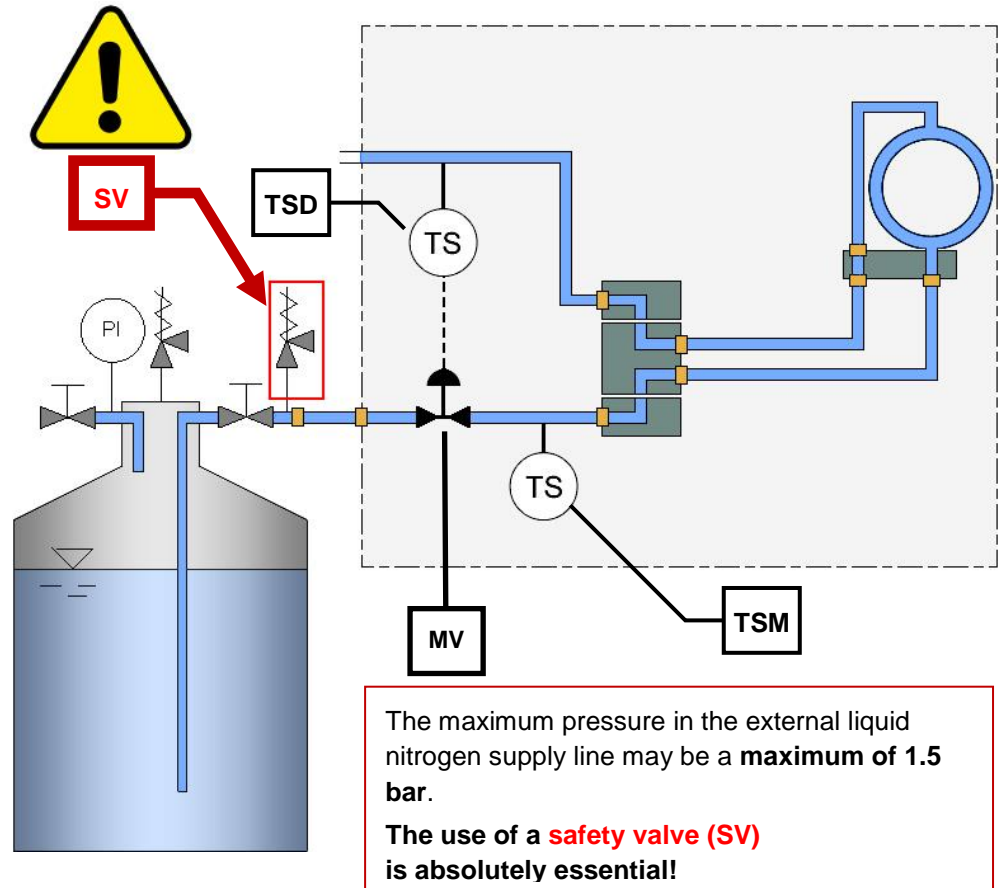 SV
TSD
TS
PI
TS
MV
TSM
The maximum pressure in the external liquid
nitrogen supply line may be a maximum of 1.5
bar.
The use of a safety valve (SV)
is absolutely essential!